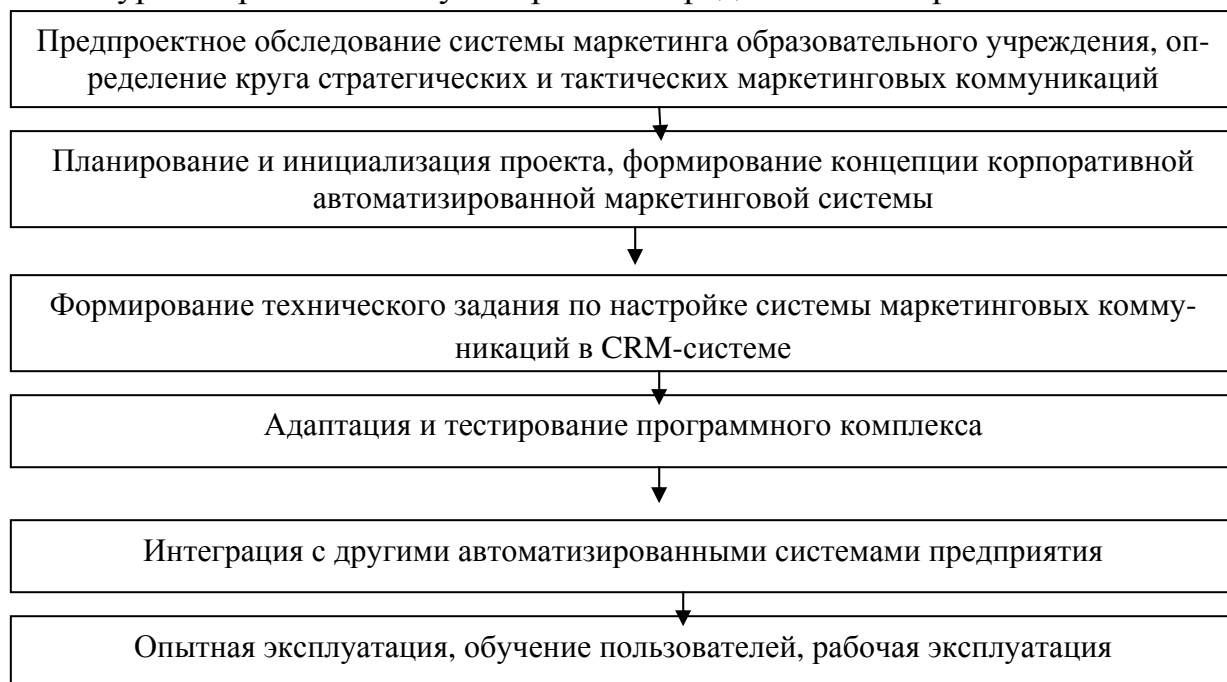 Предпроектное обследование системы маркетинга образовательного учреждения, оп-
ределение круга стратегических и тактических маркетинговых коммуникаций
Планирование и инициализация проекта, формирование концепции корпоративной
автоматизированной маркетинговой системы
Формирование технического задания по настройке системы маркетинговых комму-
никаций в CRM-системе
Адаптация и тестирование программного комплекса
Интеграция с другими автоматизированными системами предприятия
Опытная эксплуатация, обучение пользователей, рабочая эксплуатация